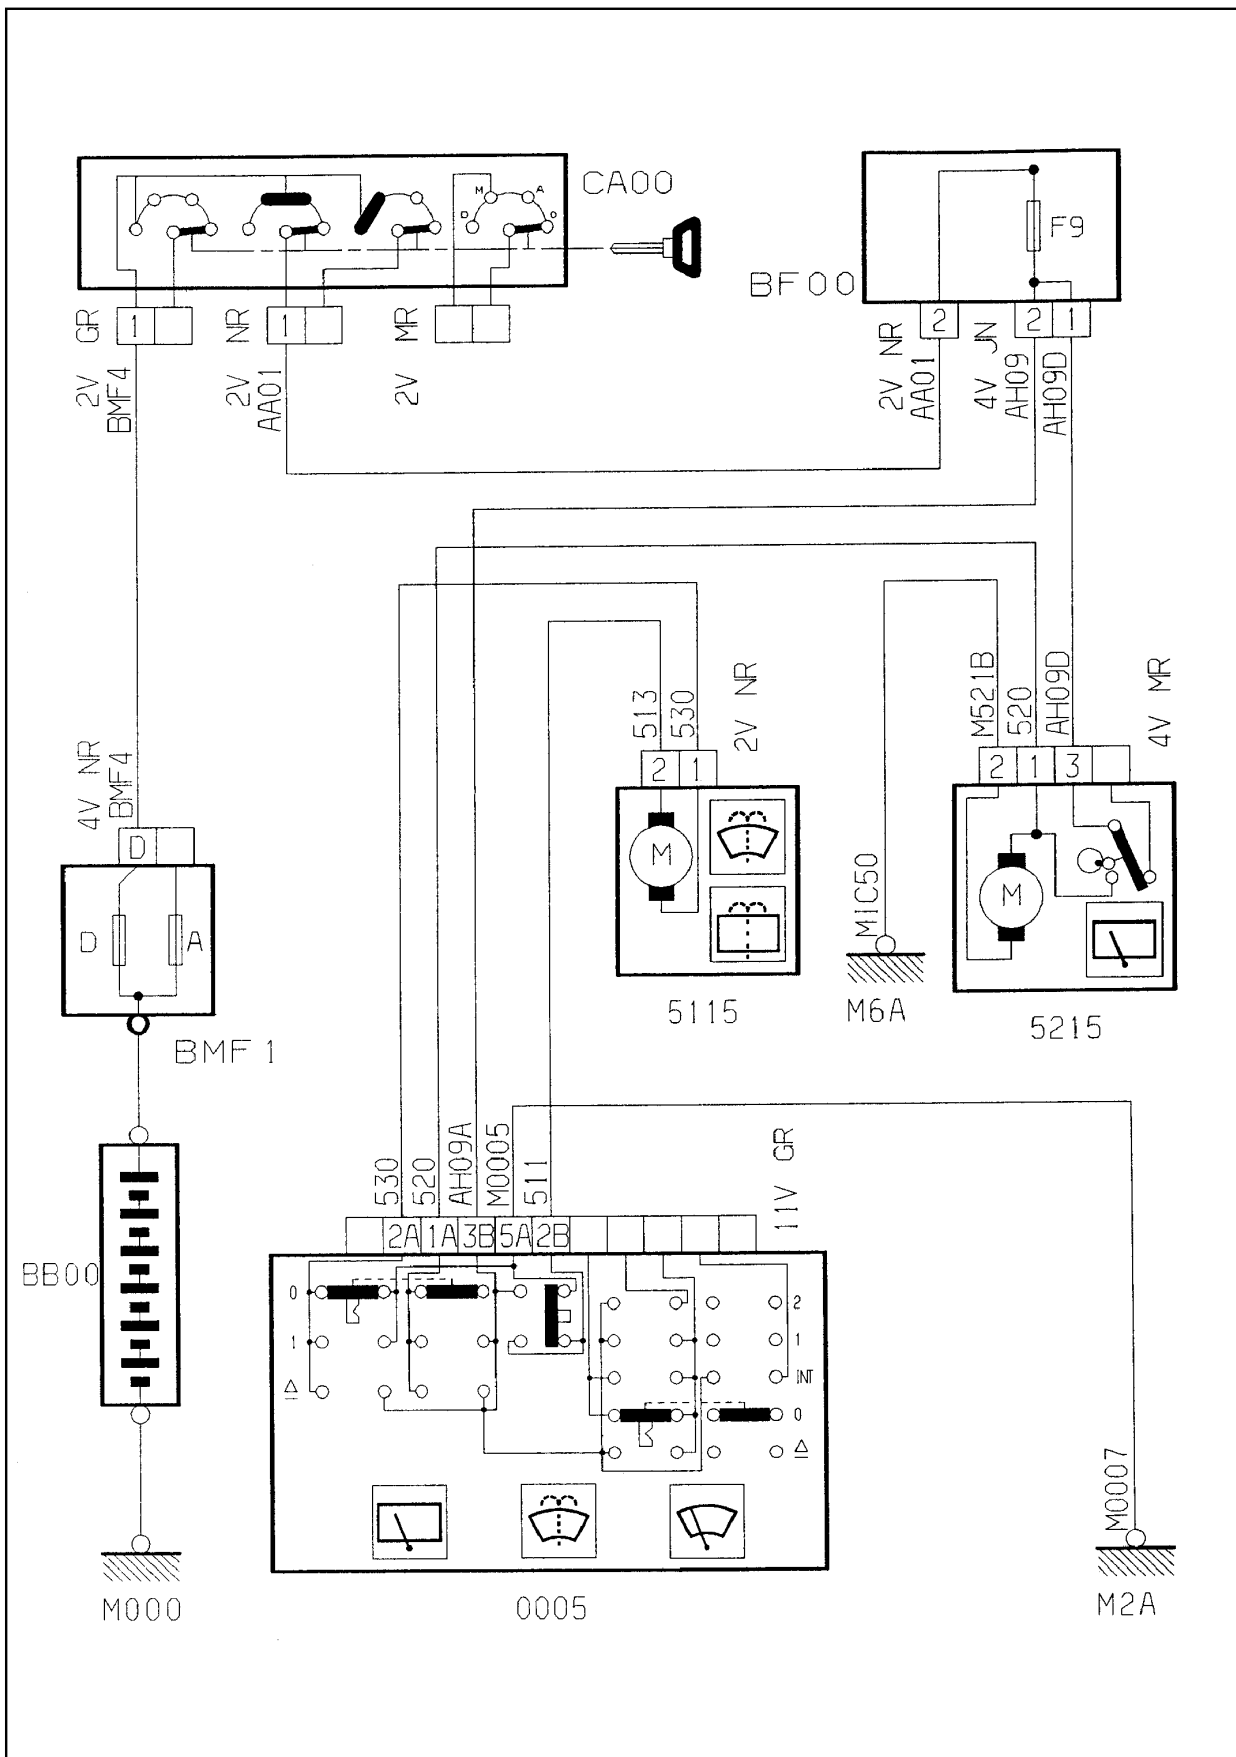 CA00
M A
D O
F9
BF00
1
1
2
2 1
2V GR
BMF4
2V NR
AA01
2V MR
2V NR
AA01
4V JN
AH09
AH09D
513
530
2V NR
M521B
520
AH09D
4V MR
2 1
2 1 3
M
M
4V NR
BMF4
D
D A
BMF1
5115
MIC50
M6A
5215
530
520
AH09A
M0005
511
11V GR
2A 1A 3B 5A 2B
BB00
0
1
Δ
2
1
INT
0
Δ
M000
0005
M0007
M2A